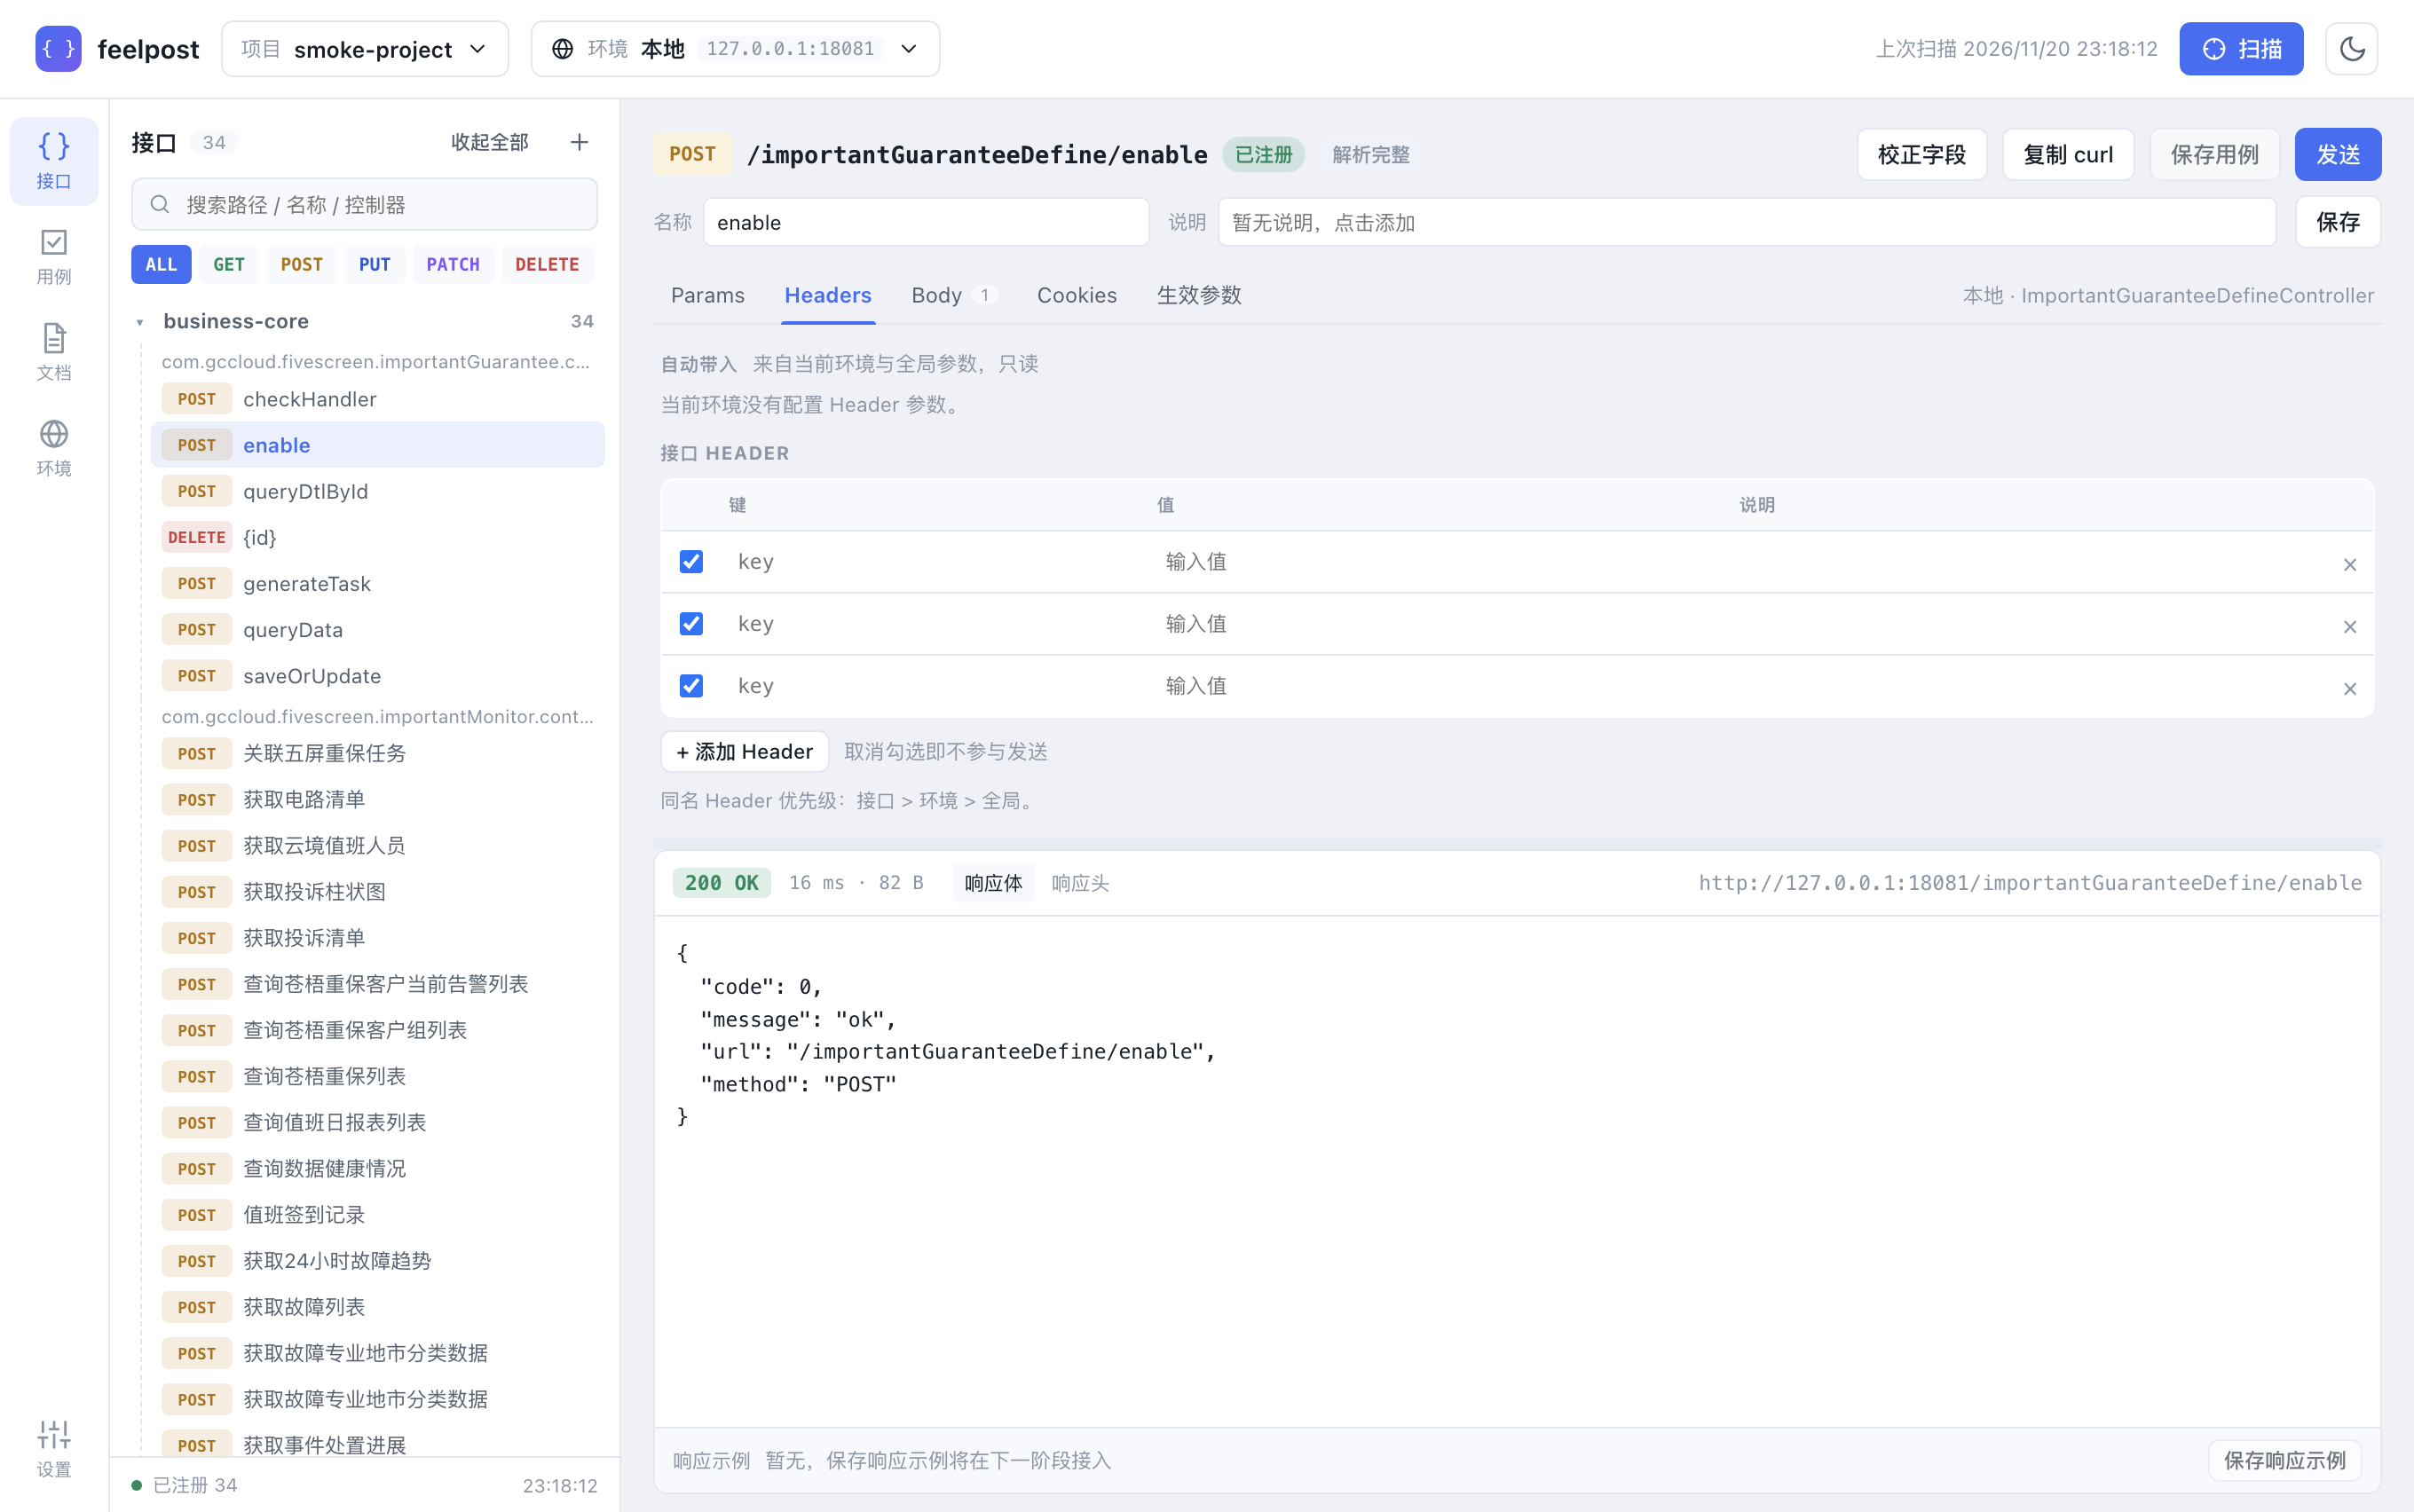 { } feelpost 项目 smoke-project 环境 本地 127.0.0.1:18081 上次扫描 2026/11/20 23:18:12 扫描
{} 接口
用例
文档
环境
设置
接口 34 收起全部 +
搜索路径 / 名称 / 控制器
ALL GET POST PUT PATCH DELETE
business-core 34
com.gccloud.fivescreen.importantGuarantee.c...
POST checkHandler
POST enable
POST queryDtlById
DELETE {id}
POST generateTask
POST queryData
POST saveOrUpdate
com.gccloud.fivescreen.importantMonitor.cont...
POST 关联五屏重保任务
POST 获取电路清单
POST 获取云境值班人员
POST 获取投诉柱状图
POST 获取投诉清单
POST 查询苍梧重保客户当前告警列表
POST 查询苍梧重保客户组列表
POST 查询苍梧重保列表
POST 查询值班日报表列表
POST 查询数据健康情况
POST 值班签到记录
POST 获取24小时故障趋势
POST 获取故障列表
POST 获取故障专业地市分类数据
POST 获取故障专业地市分类数据
POST 获取事件处置进展
已注册 34 23:18:12
POST /importantGuaranteeDefine/enable 已注册 解析完整 校正字段 复制 curl 保存用例 发送
名称 enable 说明 暂无说明，点击添加 保存
Params Headers Body 1 Cookies 生效参数 本地 · ImportantGuaranteeDefineController
自动带入 来自当前环境与全局参数，只读
当前环境没有配置 Header 参数。
接口 HEADER
键 值 说明
key 输入值 ×
key 输入值 ×
key 输入值 ×
+ 添加 Header 取消勾选即不参与发送
同名 Header 优先级：接口 > 环境 > 全局。
200 OK 16 ms · 82 B 响应体 响应头 http://127.0.0.1:18081/importantGuaranteeDefine/enable
{
"code": 0,
"message": "ok",
"url": "/importantGuaranteeDefine/enable",
"method": "POST"
}
响应示例 暂无，保存响应示例将在下一阶段接入 保存响应示例